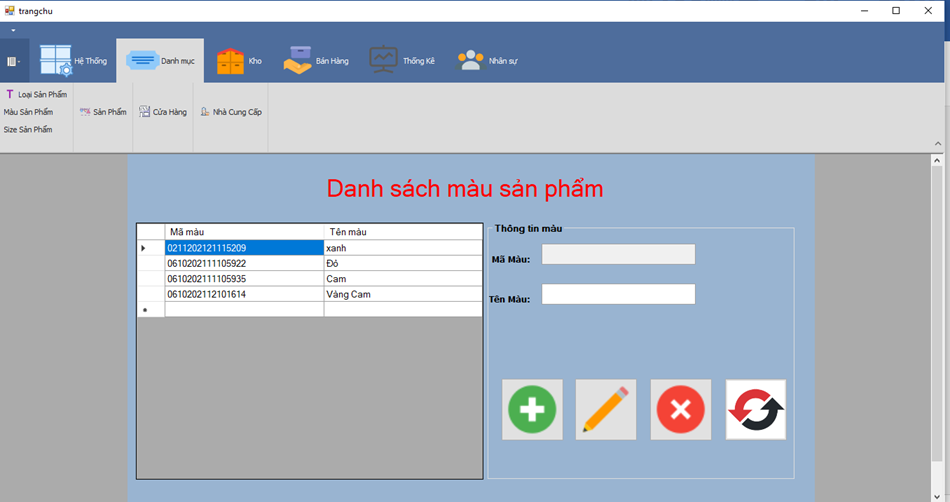 trangchu
Hệ Thống
Danh mục
Kho
Bán Hàng
Thống Kê
Nhân sự
T Loại Sản Phẩm
Màu Sản Phẩm
Size Sản Phẩm
Sản Phẩm
Cửa Hàng
Nhà Cung Cấp
Danh sách màu sản phẩm
Mã màu Tên màu
0211202121115209 xanh
0610202111105922 Đỏ
0610202111105935 Cam
0610202112101614 Vàng Cam
Thông tin màu
Mã Màu:
Tên Màu: